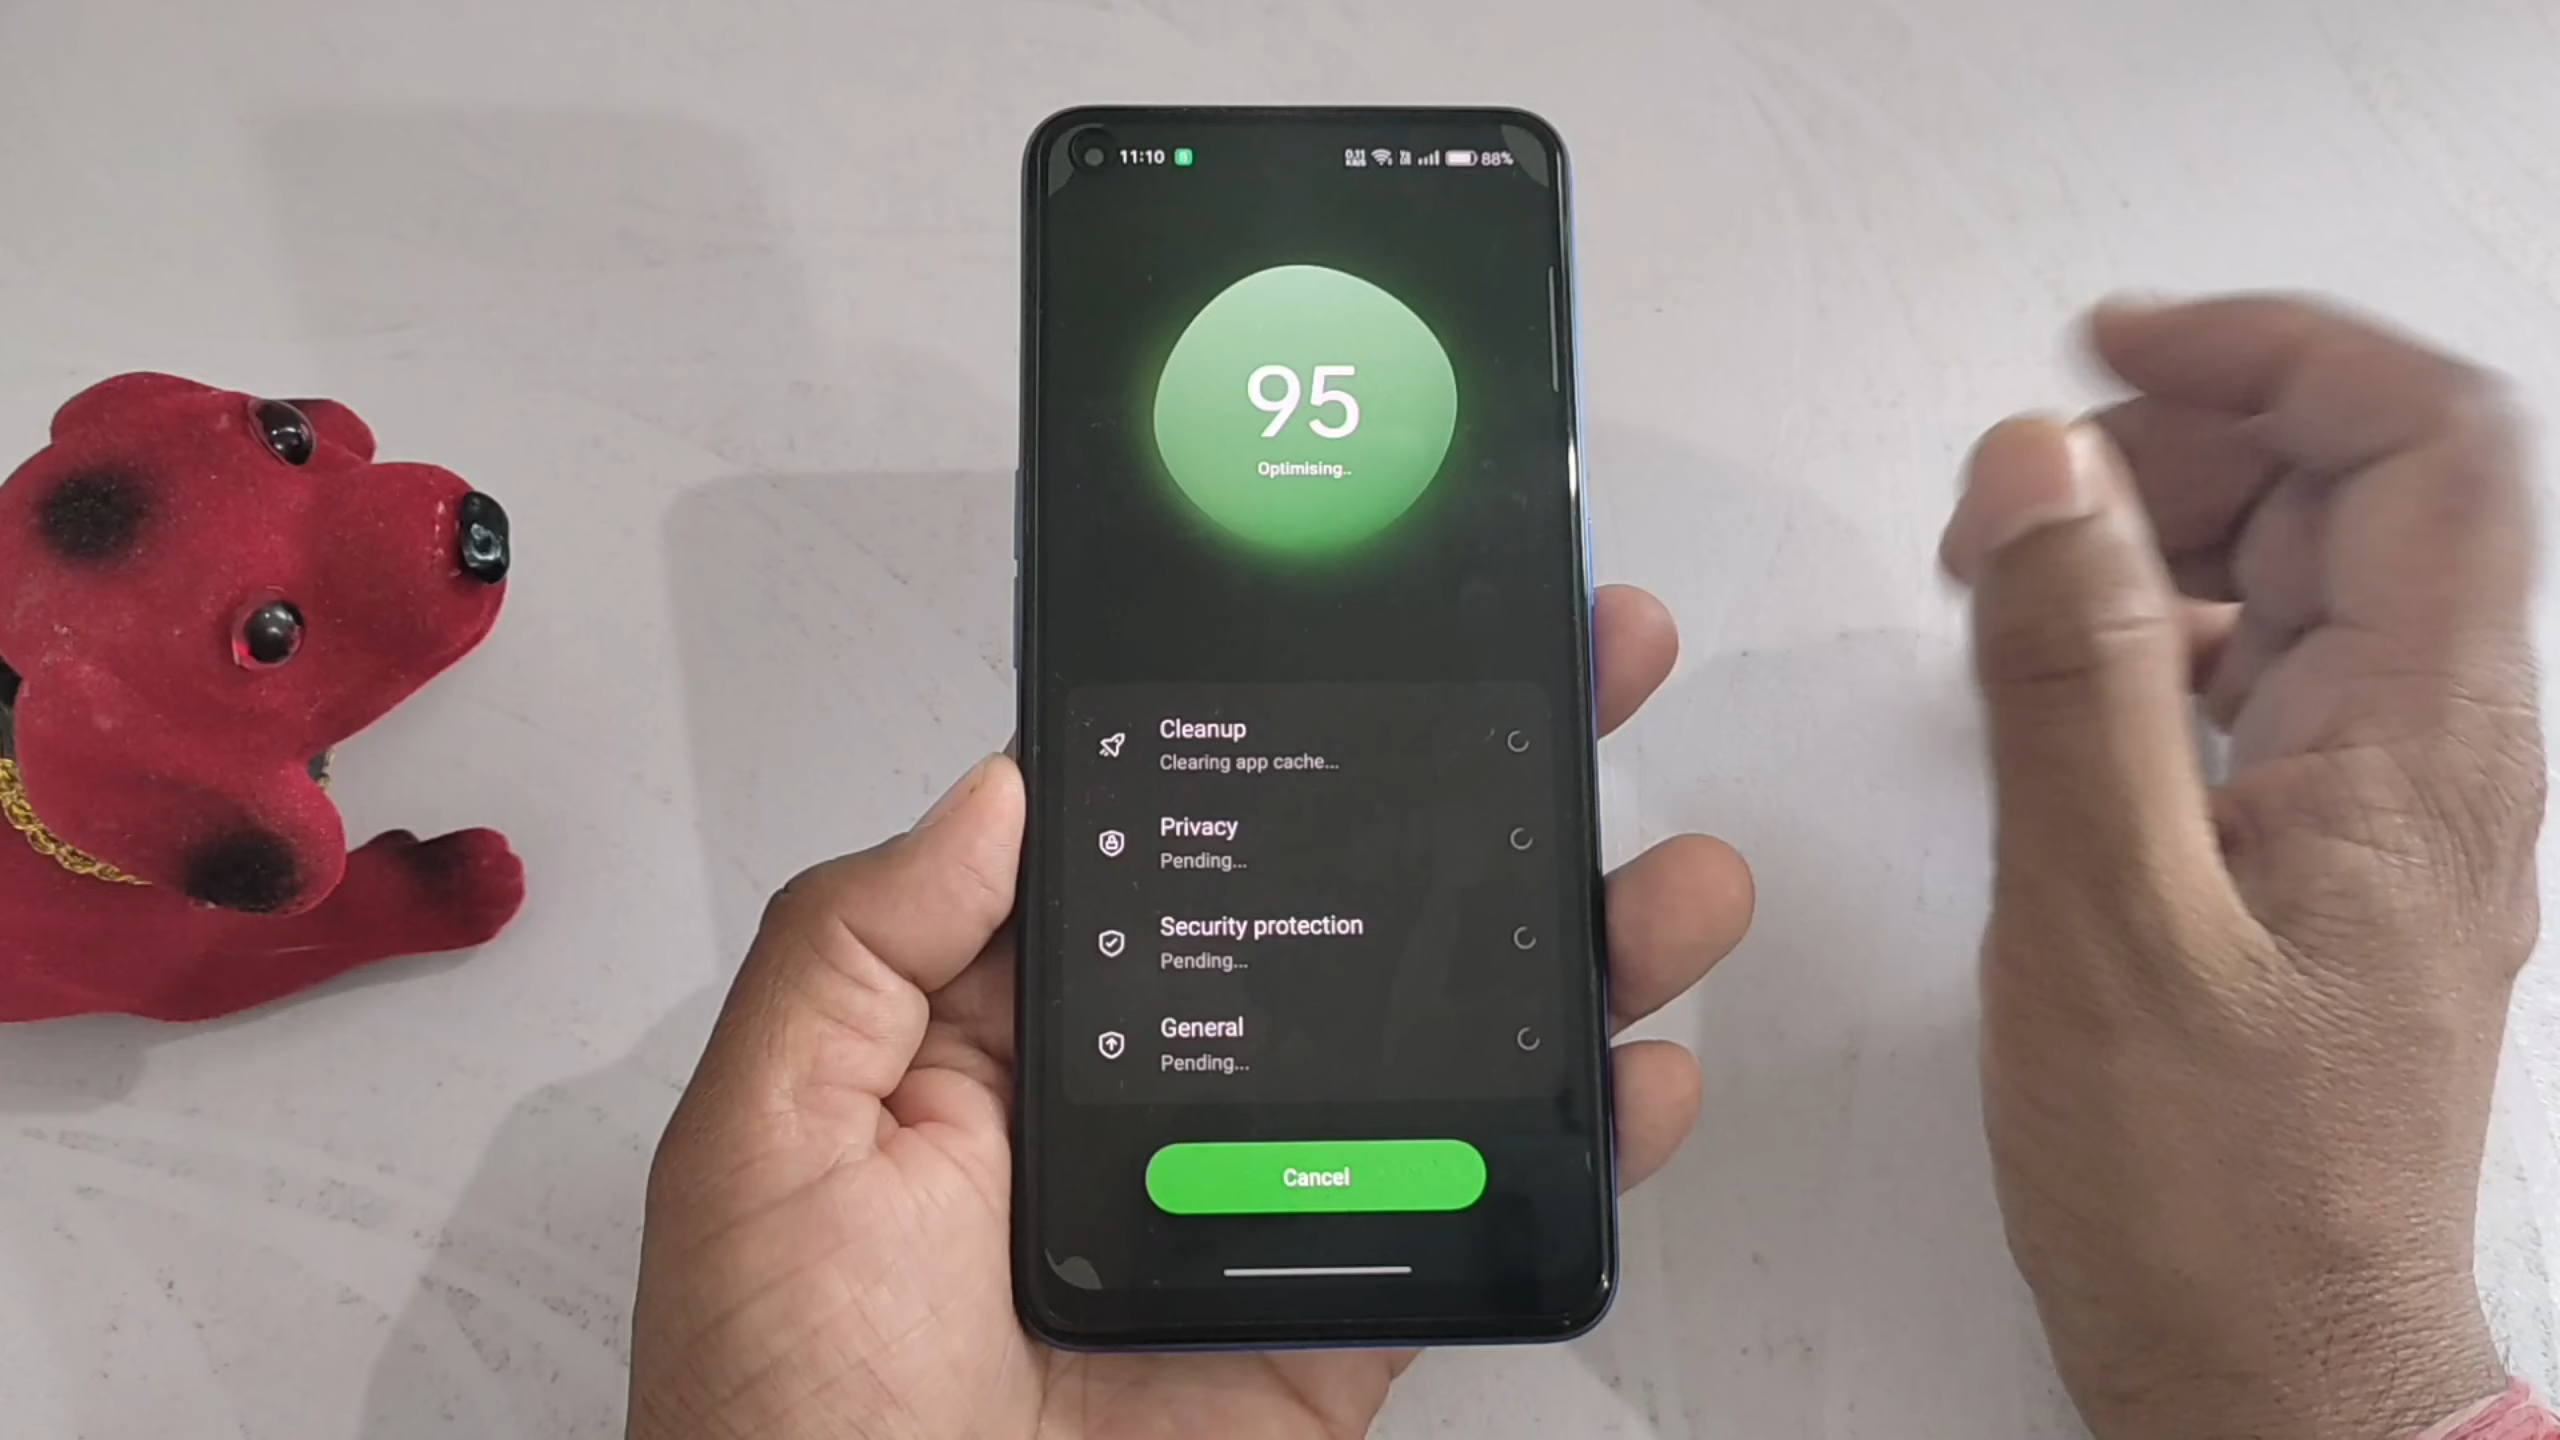 11:10
88%
95
Optimising..
Cleanup
Clearing app cache...
Privacy
Pending...
Security protection
Pending...
General
Pending...
Cancel